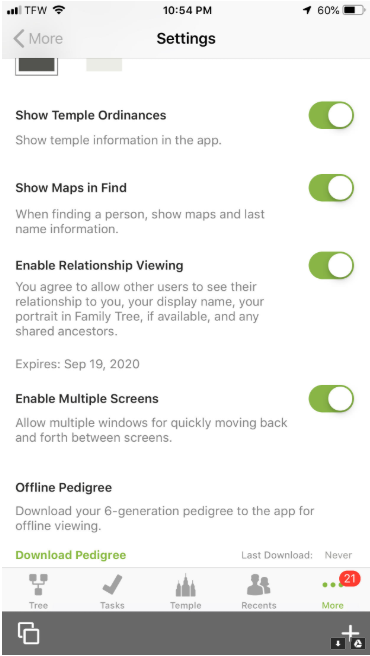 TFW 10:54 PM 60%
More Settings
Show Temple Ordinances
Show temple information in the app.
Show Maps in Find
When finding a person, show maps and last
name information.
Enable Relationship Viewing
You agree to allow other users to see their
relationship to you, your display name, your
portrait in Family Tree, if available, and any
shared ancestors.
Expires: Sep 19, 2020
Enable Multiple Screens
Allow multiple windows for quickly moving back
and forth between screens.
Offline Pedigree
Download your 6-generation pedigree to the app for
offline viewing.
Download Pedigree Last Download: Never
21
Tree Tasks Temple Recents More